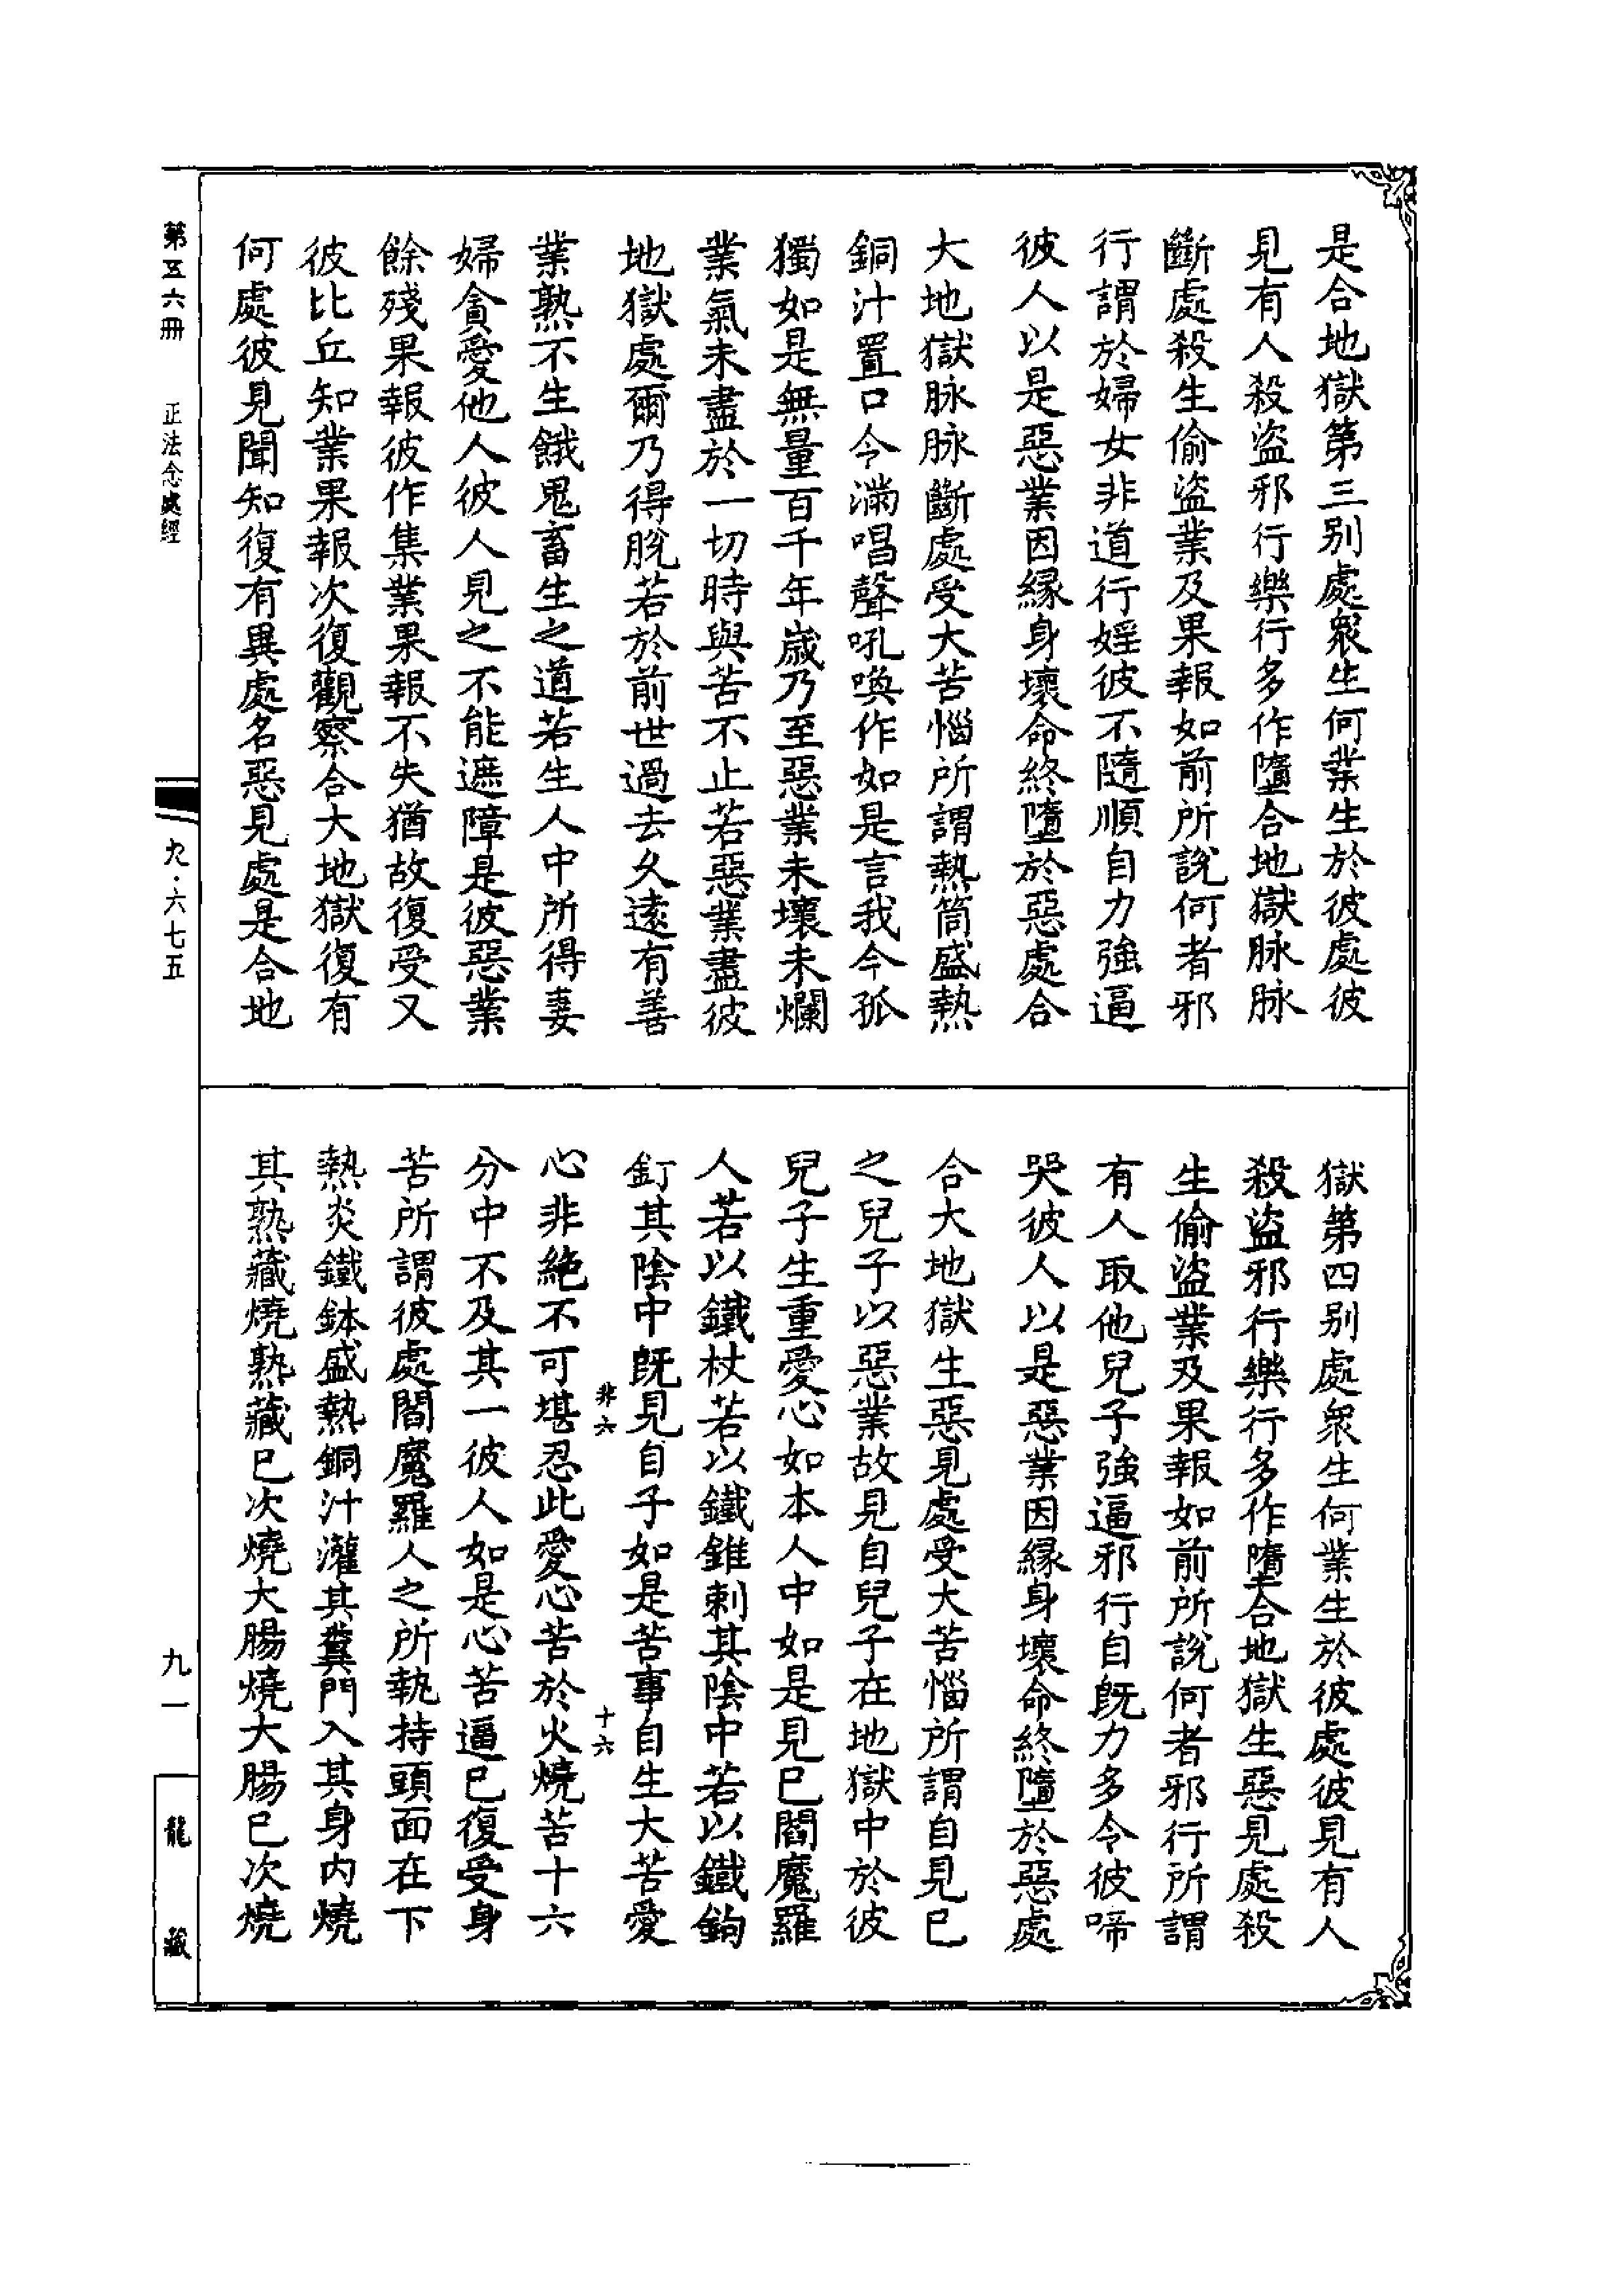 是合地獄第三别處衆生何業生於彼處彼
見有人殺盜邪行樂行多作墮合地獄脉脉
斷處殺生偷盜業及果報如前所說何者邪
行謂於婦女非道行婬彼不隨順自力強逼
彼人以是惡業因縁身壞命終墮於惡處合
大地獄脉脉斷處受大苦惱所謂熱筒盛熱
銅汁置口令滿唱聲吼喚作如是言我今孤
獨如是無量百千年歲乃至惡業未壞未爛
業氣未盡於一切時與苦不止若惡業盡彼
地獄處爾乃得脫若於前世過去久遠有善
業熟不生餓鬼畜生之道若生人中所得妻
婦貪愛他人彼人見之不能遮障是彼惡業
餘殘果報彼作集業果報不失猶故復受又
彼比丘知業果報次復觀察合大地獄復有
何處彼見聞知復有異處名惡見處是合地
獄第四别處衆生何業生於彼處彼見有人
殺盜邪行樂行多作墮合地獄生惡見處殺
生偷盜業及果報如前所說何者邪行所謂
有人取他兒子強逼邪行自旣力多令彼啼
哭彼人以是惡業因縁身壞命終墮於惡處
合大地獄生惡見處受大苦惱所謂自見已
之兒子以惡業故見自兒子在地獄中於彼
兒子生重愛心如本人中如是見已閻魔羅
人若以鐵杖若以鐵錐刺其陰中若以鐵鉤
釘其陰中旣見自子如是苦事自生大苦愛
非六 十六
心非絶不可堪忍此愛心苦於火燒苦十六
分中不及其一彼人如是心苦逼已復受身
苦所謂彼處閻魔羅人之所執持頭面在下
熱炎鐵鉢盛熱銅汁灌其糞門入其身内燒
其熟藏燒熟藏已次燒大腸燒大腸已次燒
第五六冊 正法念處經
九·六七五
九一
龍藏